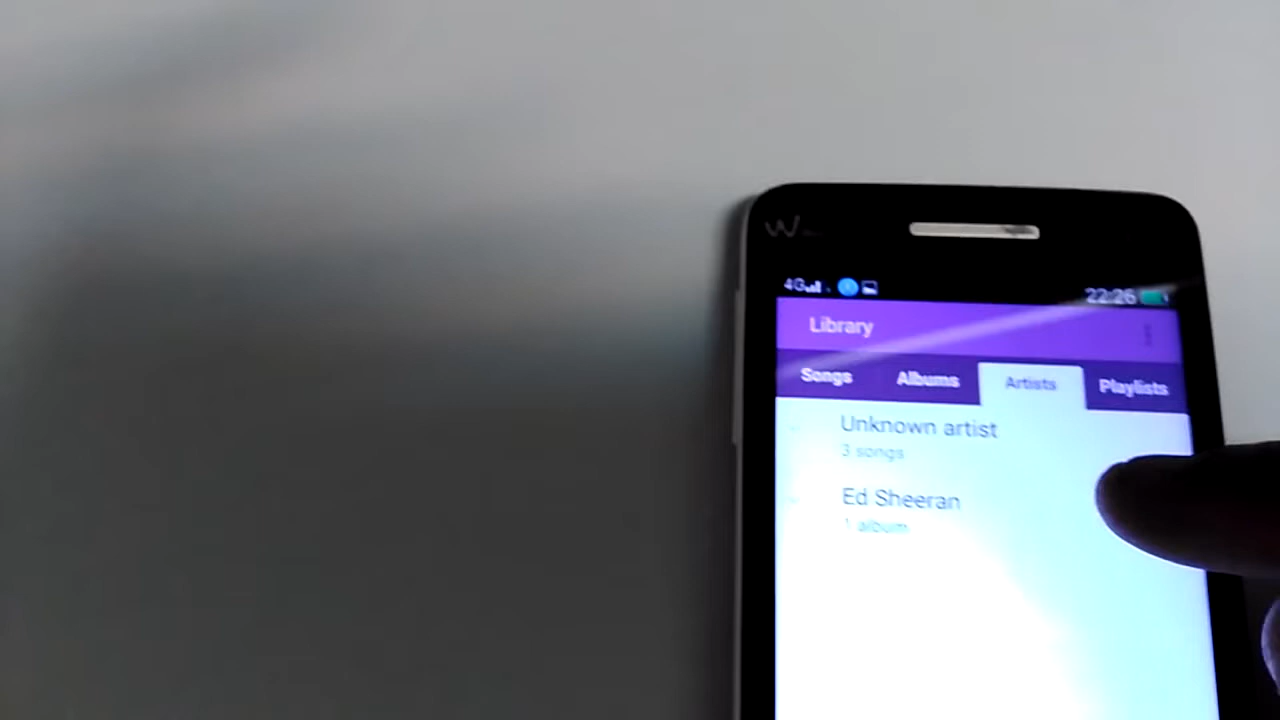 4G 22:26
Library
Songs Albums Artists Playlists
Unknown artist
3 songs
Ed Sheeran
1 album